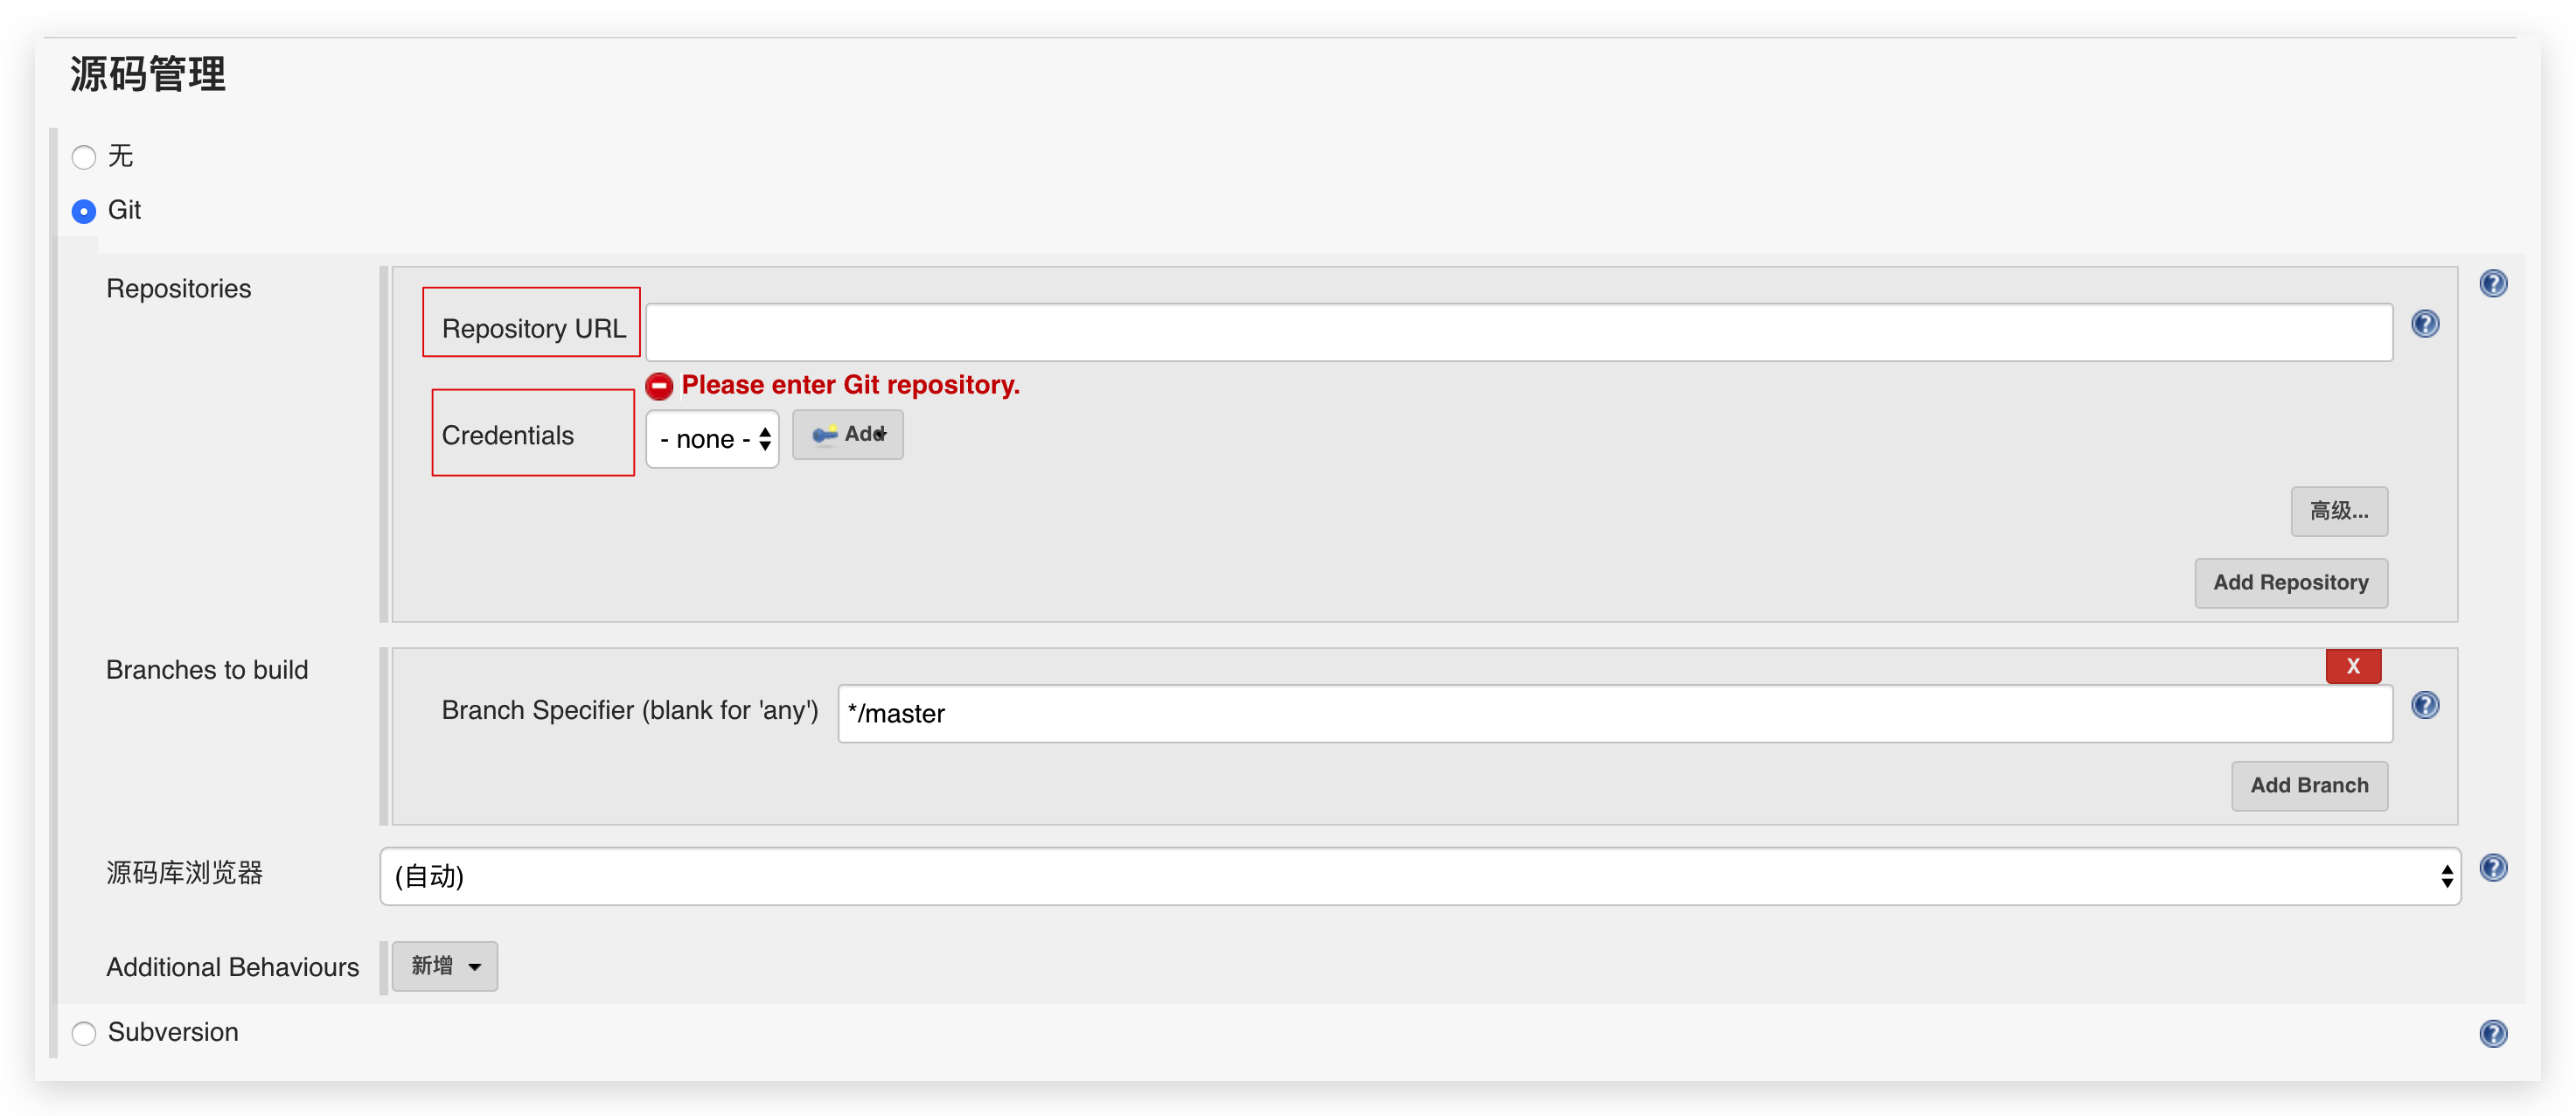 源码管理
无
Git
Repositories
Repository URL
Please enter Git repository.
Credentials
- none -
Add
高级...
Add Repository
Branches to build
X
Branch Specifier (blank for 'any')
*/master
Add Branch
源码库浏览器
(自动)
Additional Behaviours
新增
Subversion